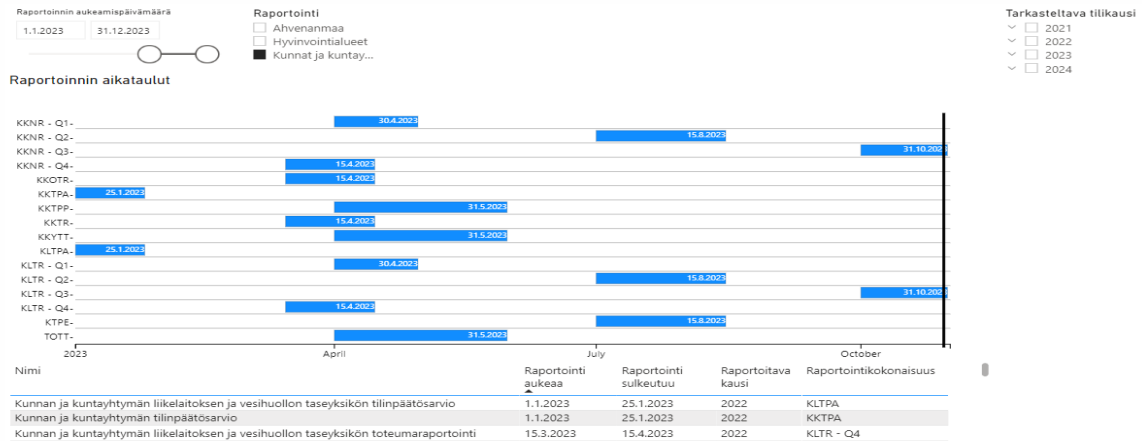 Raportoinnin aukeamispäivämäärä
1.1.2023 31.12.2023
Raportointi
Ahvenanmaa
Hyvinvointialueet
Kunnat ja kuntay...
Tarkasteltava tilikausi
2021
2022
2023
2024
Raportoinnin aikataulut
KKNR - Q1- 30.4.2023
KKNR - Q2- 15.8.2023
KKNR - Q3- 31.10.202
KKNR - Q4- 15.4.2023
KKOTR- 15.4.2023
KKTPA- 25.1.2023
KKTPP- 31.5.2023
KKTR- 15.4.2023
KKYTT- 31.5.2023
KLTPA- 25.1.2023
KLTR - Q1- 30.4.2023
KLTR - Q2- 15.8.2023
KLTR - Q3- 31.10.202
KLTR - Q4- 15.4.2023
KTPE- 15.8.2023
TOTT- 31.5.2023
2023 April July October
Nimi Raportointi aukeaa Raportointi sulkeutuu Raportoitava kausi Raportointikokonaisuus
Kunnan ja kuntayhtymän liikelaitoksen ja vesihuollon taseyksikön tilinpäätösarvio 1.1.2023 25.1.2023 2022 KLTPA
Kunnan ja kuntayhtymän tilinpäätösarvio 1.1.2023 25.1.2023 2022 KKTPA
Kunnan ja kuntayhtymän liikelaitoksen ja vesihuollon taseyksikön toteumaraportointi 15.3.2023 15.4.2023 2022 KLTR - Q4